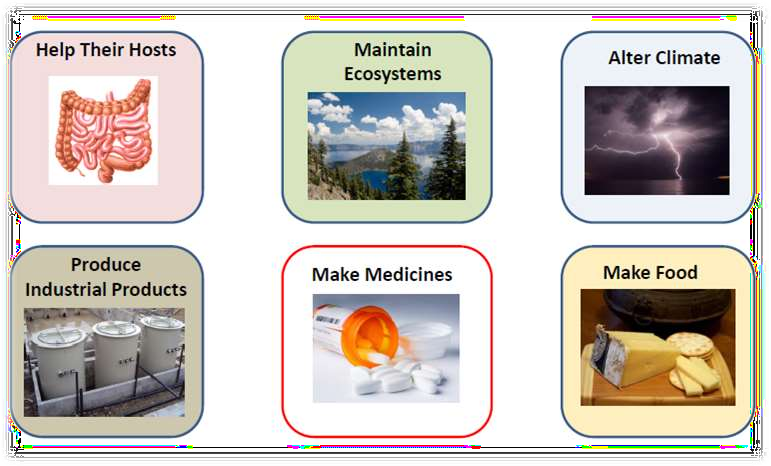 Help Their Hosts
Maintain
Ecosystems
Alter Climate
Produce
Industrial Products
Make Medicines
Make Food